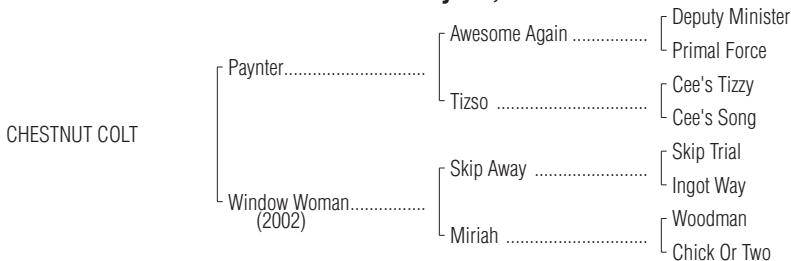 Deputy Minister
Awesome Again ................
Primal Force
Paynter..............................
Cee's Tizzy
Tizso ................................
Cee's Song
CHESTNUT COLT
Skip Trial
Skip Away ........................
Ingot Way
Window Woman................
(2002)
Woodman
Miriah ..............................
Chick Or Two